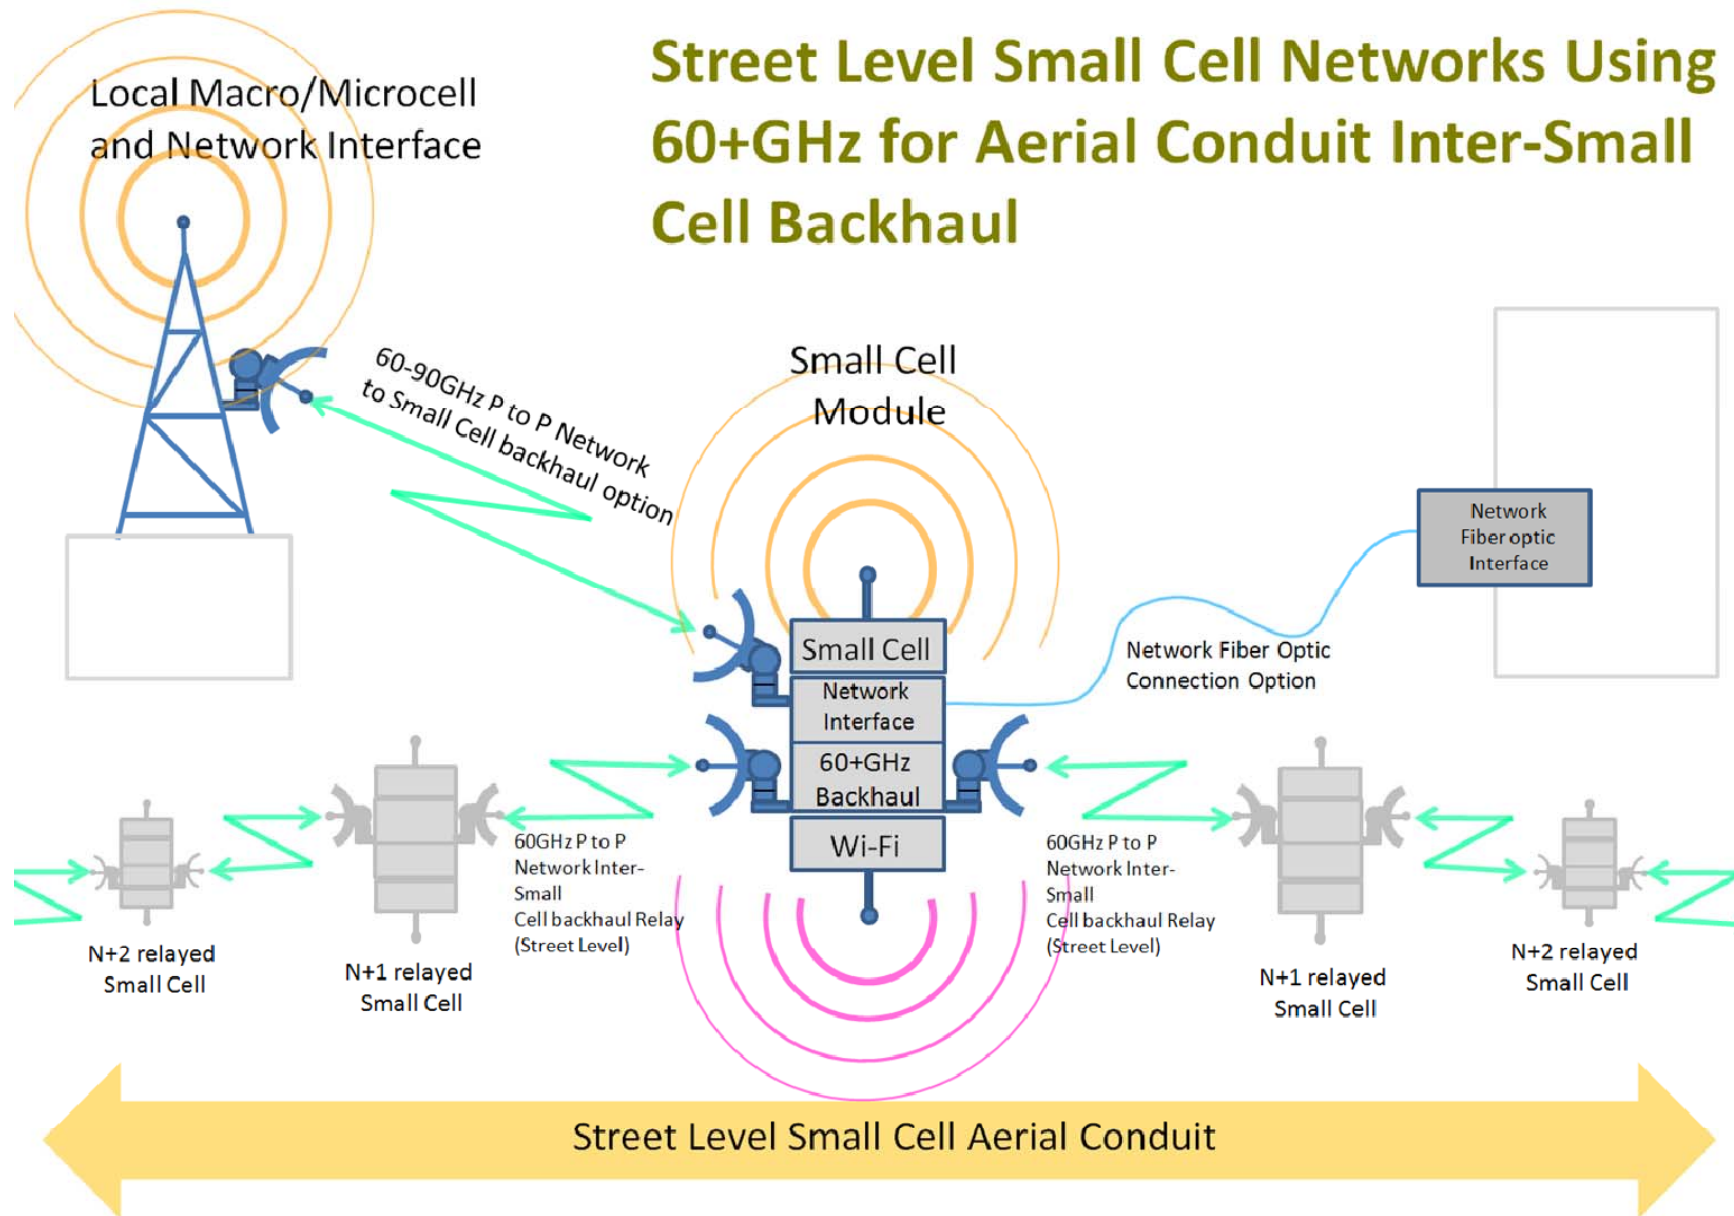 Street Level Small Cell Networks Using
60+GHz for Aerial Conduit Inter-Small
Cell Backhaul
Local Macro/Microcell
and Network Interface
60-90GHz P to P Network
to Small Cell backhaul option
Small Cell
Module
Network
Fiber optic
Interface
Small Cell
Network
Interface
60+GHz
Backhaul
Wi-Fi
Network Fiber Optic
Connection Option
60GHz P to P
Network Inter-
Small
Cell backhaul Relay
(Street Level)
60GHz P to P
Network Inter-
Small
Cell backhaul Relay
(Street Level)
N+2 relayed
Small Cell
N+1 relayed
Small Cell
N+1 relayed
Small Cell
N+2 relayed
Small Cell
Street Level Small Cell Aerial Conduit